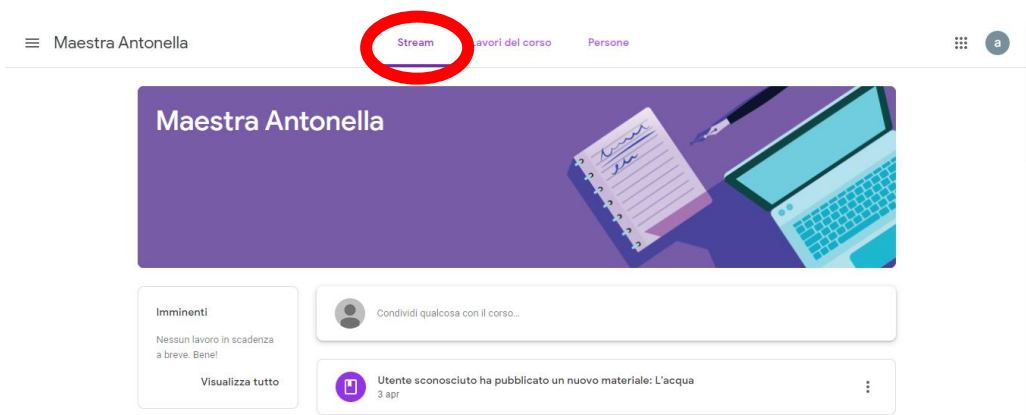 Maestra Antonella
Stream Lavori del corso Persone
a
Maestra Antonella
Imminenti
Nessun lavoro in scadenza
a breve. Bene!
Visualizza tutto
Condividi qualcosa con il corso...
Utente sconosciuto ha pubblicato un nuovo materiale: L'acqua
3 apr